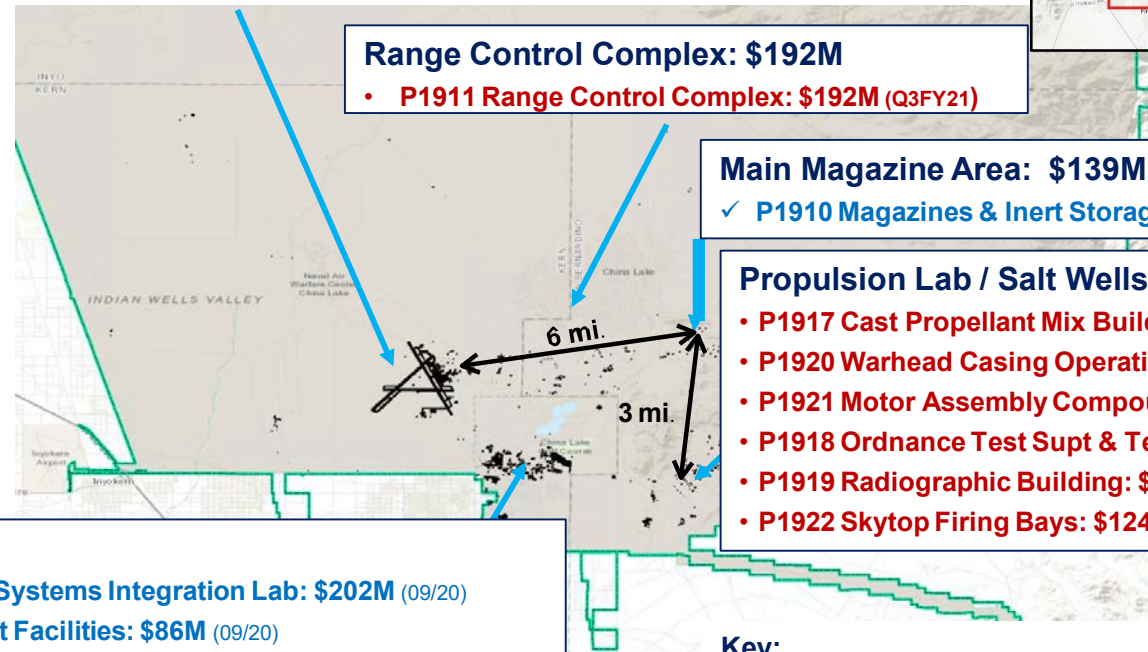 Range Control Complex: $192M
• P1911 Range Control Complex: $192M (Q3FY21)
INYO
KERN
Main Magazine Area: $139M
✓ P1910 Magazines & Inert Storag
KERN
BERNARDINO
Naval Air
Warfare Center
China Lake
China Lake
INDIAN WELLS VALLEY
Propulsion Lab / Salt Wells
• P1917 Cast Propellant Mix Build
• P1920 Warhead Casing Operati
• P1921 Motor Assembly Compou
• P1918 Ordnance Test Supt & Te
• P1919 Radiographic Building: $
• P1922 Skytop Firing Bays: $124
6 mi.
3 mi.
China Lake
Inyokern
Airport
Inyokern
Systems Integration Lab: $202M (09/20)
t Facilities: $86M (09/20)
Key: